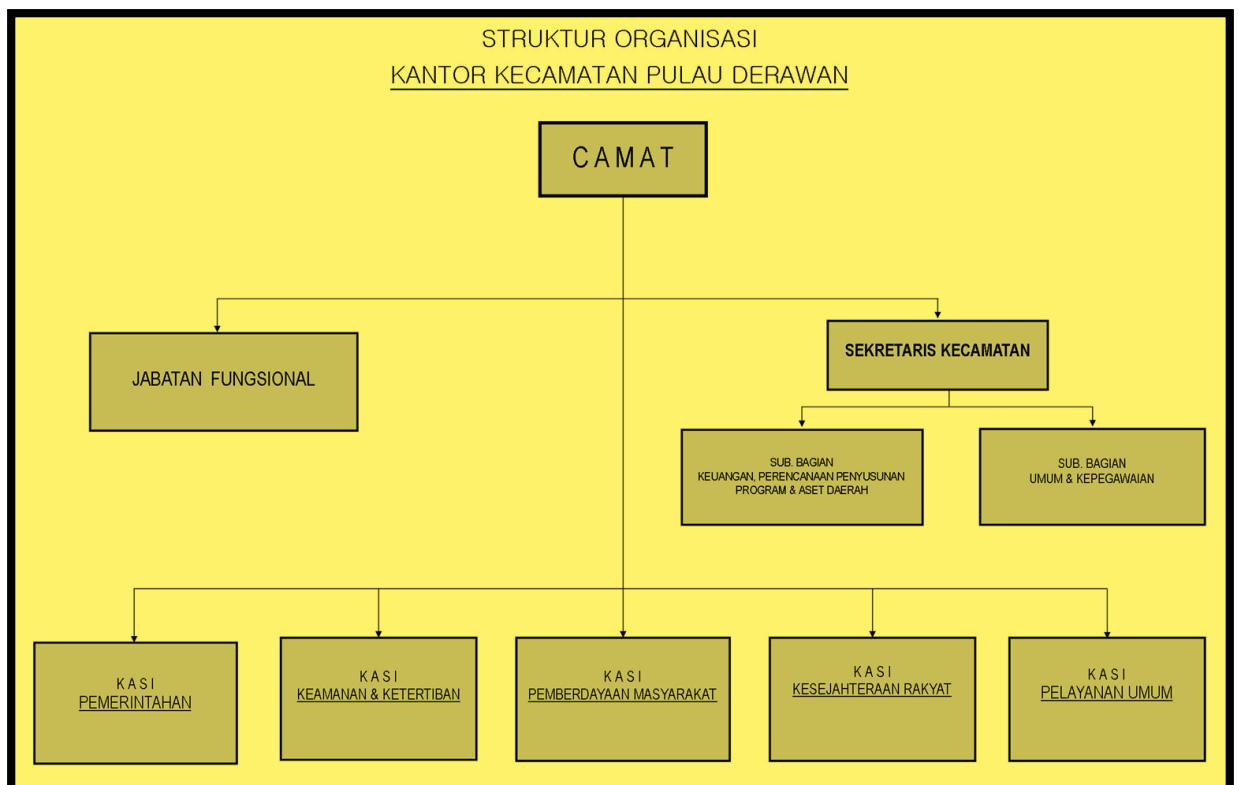 STRUKTUR ORGANISASI
KANTOR KECAMATAN PULAU DERAWAN
CAMAT
JABATAN FUNGSIONAL
SEKRETARIS KECAMATAN
SUB. BAGIAN
KEUANGAN, PERENCANAAN PENYUSUNAN
PROGRAM & ASET DAERAH
SUB. BAGIAN
UMUM & KEPEGAWAIAN
KASI
PEMERINTAHAN
KASI
KEAMANAN & KETERTIBAN
KASI
PEMBERDAYAAN MASYARAKAT
KASI
KESEJAHTERAAN RAKYAT
KASI
PELAYANAN UMUM